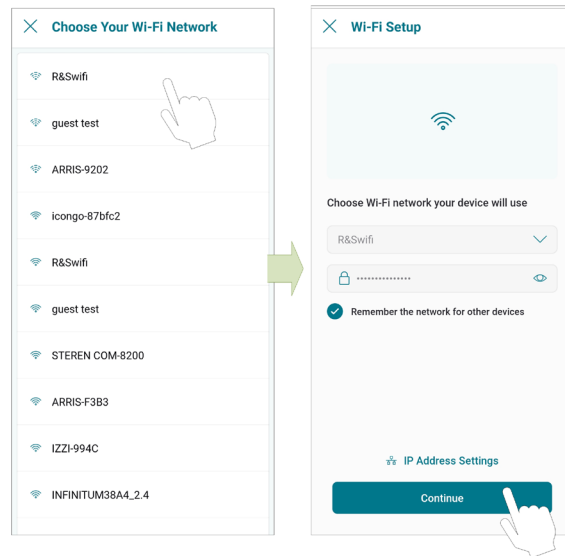 Choose Your Wi-Fi Network
R&Swifi
guest test
ARRIS-9202
icongo-87bfc2
R&Swifi
guest test
STEREN COM-8200
ARRIS-F3B3
IZZI-994C
INFINITUM38A4_2.4
Wi-Fi Setup
Choose Wi-Fi network your device will use
R&Swifi
•••••••••••••••
Remember the network for other devices
IP Address Settings
Continue